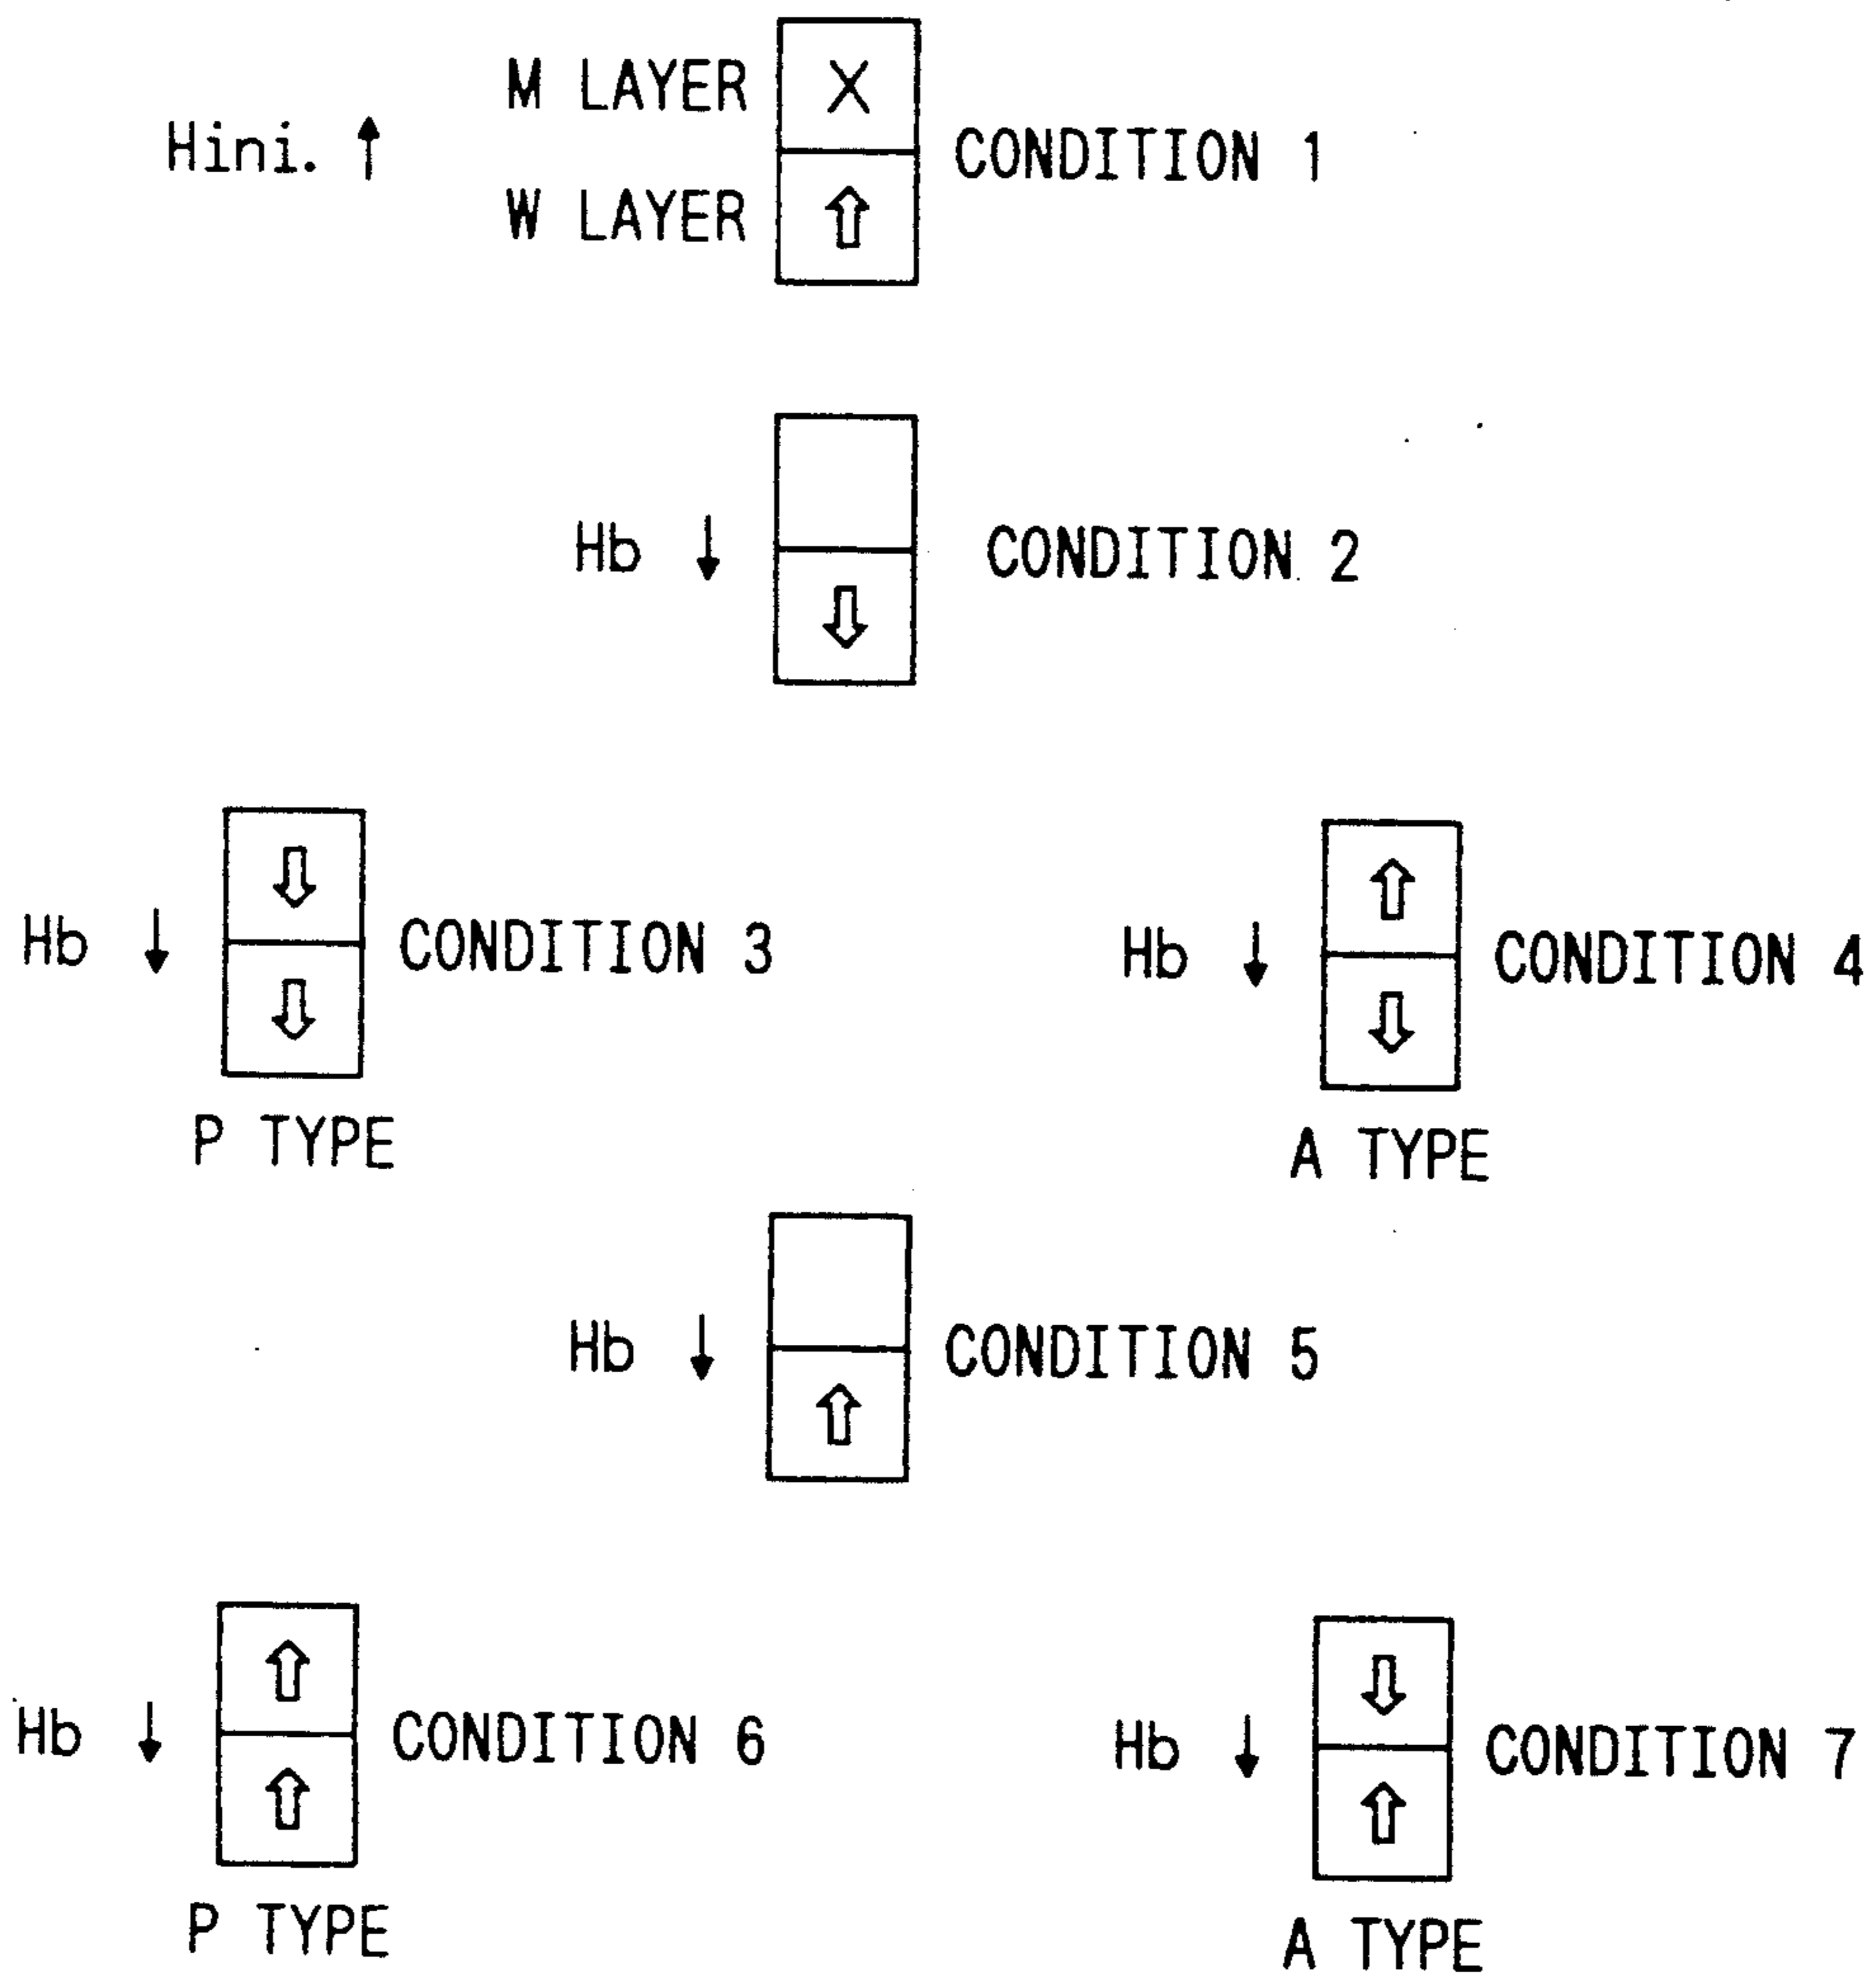 M LAYER X
Hini. ↑ CONDITION 1
W LAYER ⇧
Hb ↓ CONDITION 2
⇩
⇩ ⇧
Hb ↓ CONDITION 3 Hb ↓ CONDITION 4
⇩ ⇩
P TYPE A TYPE
Hb ↓ CONDITION 5
⇧
⇧ ⇩
Hb ↓ CONDITION 6 Hb ↓ CONDITION 7
⇧ ⇧
P TYPE A TYPE